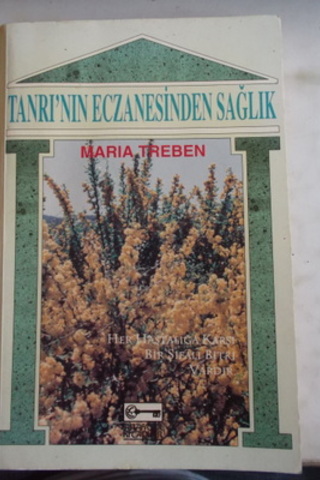 TANRI'NIN ECZANESİNDEN SAĞLIK
MARIA TREBEN
HER HASTALIĞA KARŞI
BİR ŞİFALI BİTKİ
VARDIR